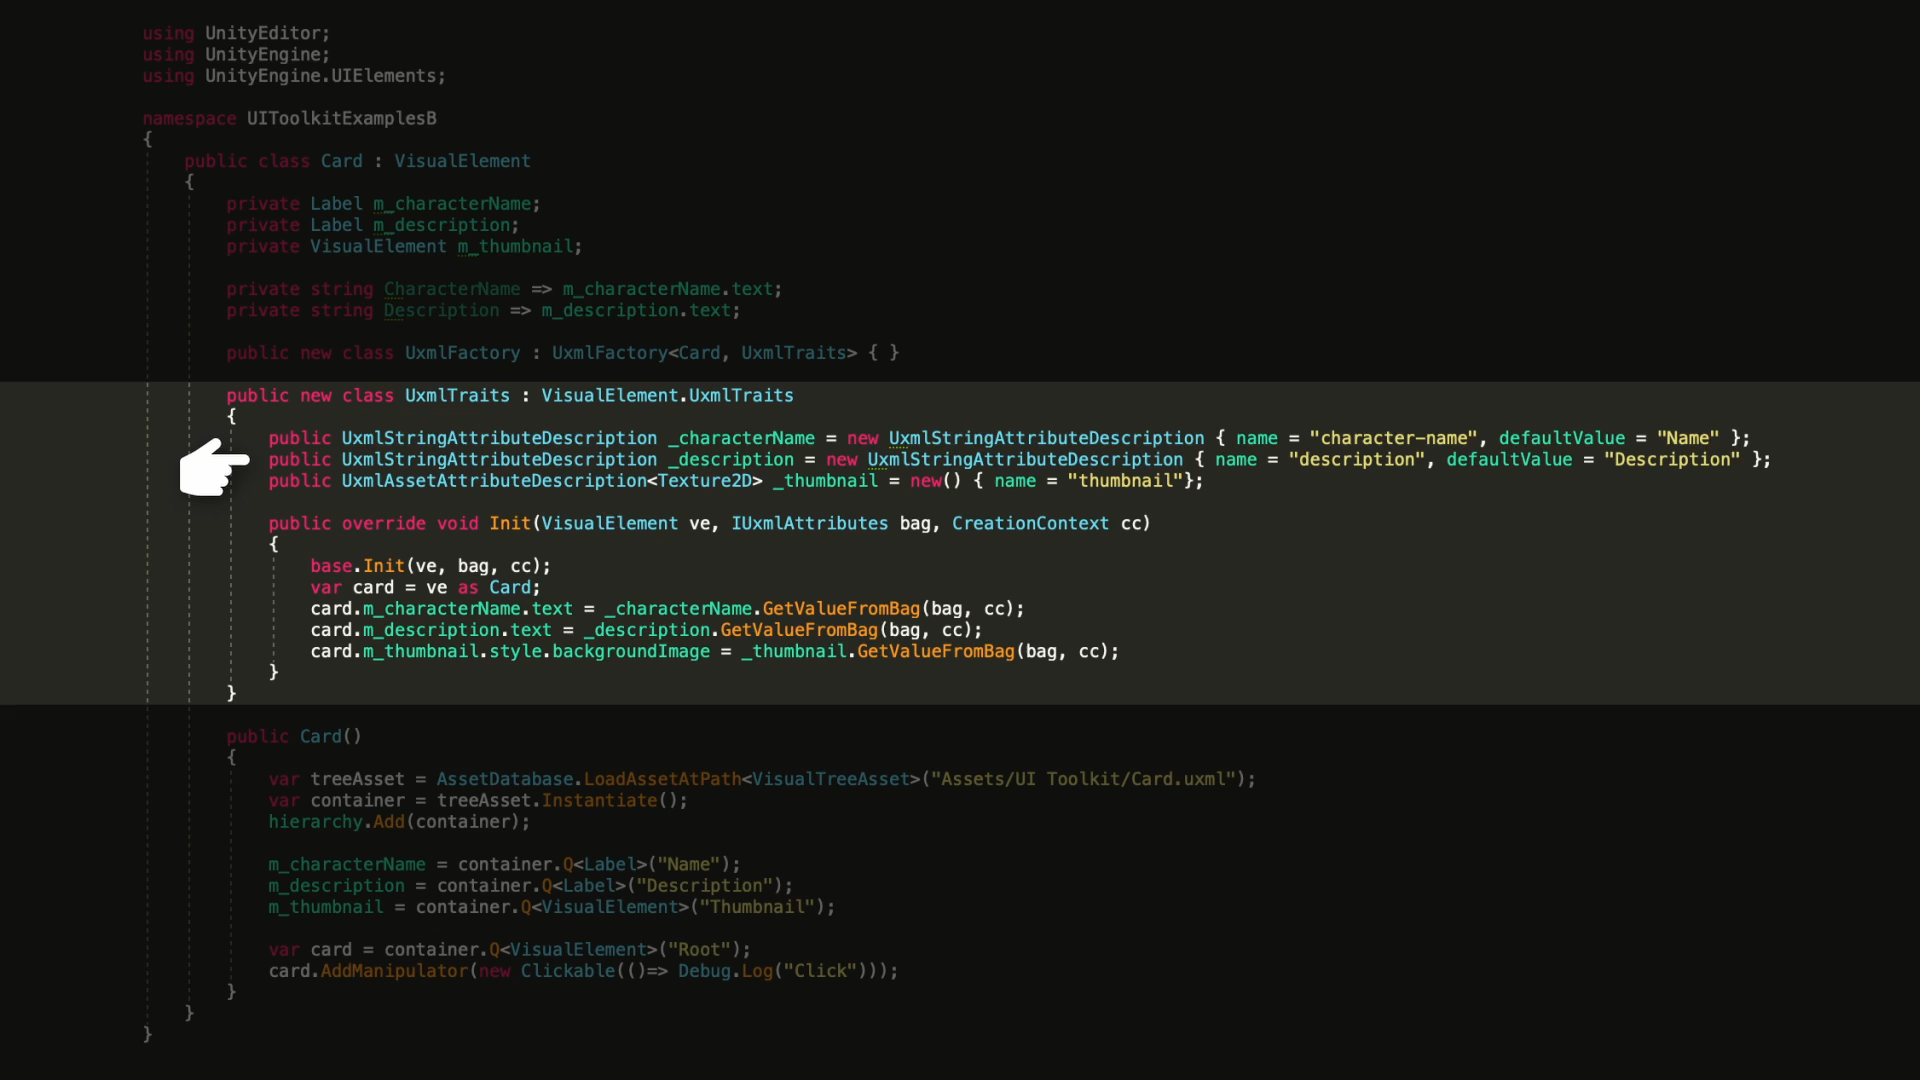 using UnityEditor;
using UnityEngine;
using UnityEngine.UIElements;
namespace UIToolkitExamplesB
{
public class Card : VisualElement
{
private Label m_characterName;
private Label m_description;
private VisualElement m_thumbnail;
private string CharacterName => m_characterName.text;
private string Description => m_description.text;
public new class UxmlFactory : UxmlFactory<Card, UxmlTraits> { }
public new class UxmlTraits : VisualElement.UxmlTraits
{
public UxmlStringAttributeDescription _characterName = new UxmlStringAttributeDescription { name = "character-name", defaultValue = "Name" };
public UxmlStringAttributeDescription _description = new UxmlStringAttributeDescription { name = "description", defaultValue = "Description" };
public UxmlAssetAttributeDescription<Texture2D> _thumbnail = new() { name = "thumbnail"};
public override void Init(VisualElement ve, IUxmlAttributes bag, CreationContext cc)
{
base.Init(ve, bag, cc);
var card = ve as Card;
card.m_characterName.text = _characterName.GetValueFromBag(bag, cc);
card.m_description.text = _description.GetValueFromBag(bag, cc);
card.m_thumbnail.style.backgroundImage = _thumbnail.GetValueFromBag(bag, cc);
}
}
public Card()
{
var treeAsset = AssetDatabase.LoadAssetAtPath<VisualTreeAsset>("Assets/UI Toolkit/Card.uxml");
var container = treeAsset.Instantiate();
hierarchy.Add(container);
m_characterName = container.Q<Label>("Name");
m_description = container.Q<Label>("Description");
m_thumbnail = container.Q<VisualElement>("Thumbnail");
var card = container.Q<VisualElement>("Root");
card.AddManipulator(new Clickable(()=> Debug.Log("Click")));
}
}
}